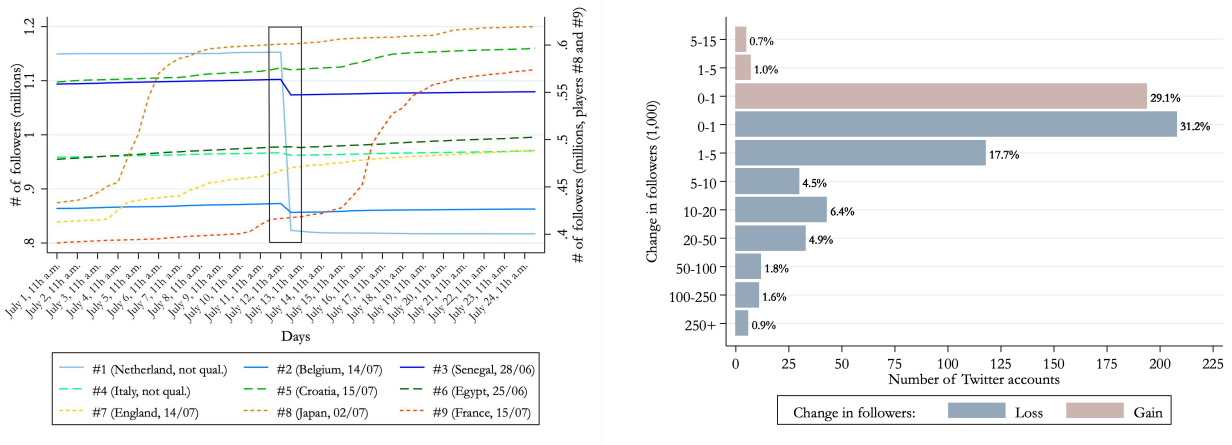 # of followers (millions)
1.2
1.1
1
.9
.8
# of followers (millions, players #8 and #9)
.6
.55
.5
.45
.4
July 1, 11h a.m.
July 2, 11h a.m.
July 3, 11h a.m.
July 4, 11h a.m.
July 5, 11h a.m.
July 6, 11h a.m.
July 7, 11h a.m.
July 8, 11h a.m.
July 9, 11h a.m.
July 10, 11h a.m.
July 11, 11h a.m.
July 12, 11h a.m.
July 13, 11h a.m.
July 14, 11h a.m.
July 15, 11h a.m.
July 16, 11h a.m.
July 17, 11h a.m.
July 18, 11h a.m.
July 19, 11h a.m.
July 20, 11h a.m.
July 21, 11h a.m.
July 22, 11h a.m.
July 23, 11h a.m.
July 24, 11h a.m.
Days
#1 (Netherland, not qual.) #2 (Belgium, 14/07) #3 (Senegal, 28/06)
#4 (Italy, not qual.) #5 (Croatia, 15/07) #6 (Egypt, 25/06)
#7 (England, 14/07) #8 (Japan, 02/07) #9 (France, 15/07)
Change in followers (1,000)
5-15 0.7%
1-5 1.0%
0-1 29.1%
0-1 31.2%
1-5 17.7%
5-10 4.5%
10-20 6.4%
20-50 4.9%
50-100 1.8%
100-250 1.6%
250+ 0.9%
0 25 50 75 100 125 150 175 200 225
Number of Twitter accounts
Change in followers: Loss Gain